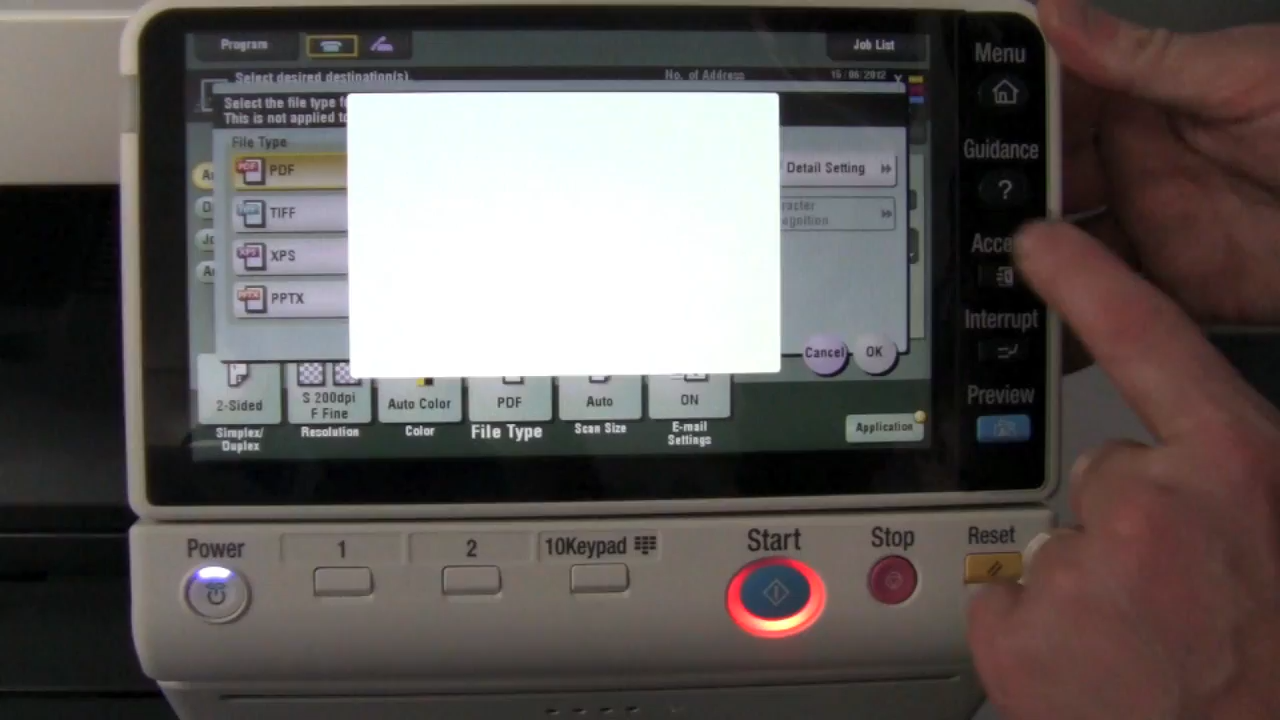 Program
Job List
Menu
Select desired destination(s).
No. of Address
15/06/2012
Select the file type
This is not applied to
File Type
PDF
TIFF
XPS
PPTX
Detail Setting
Guidance
?
Interrupt
Preview
Cancel
OK
2-Sided
S 200dpi
F Fine
Auto Color
PDF
Auto
ON
Simplex/
Duplex
Resolution
Color
File Type
Scan Size
E-mail
Settings
Application
Power
1
2
10Keypad
Start
Stop
Reset